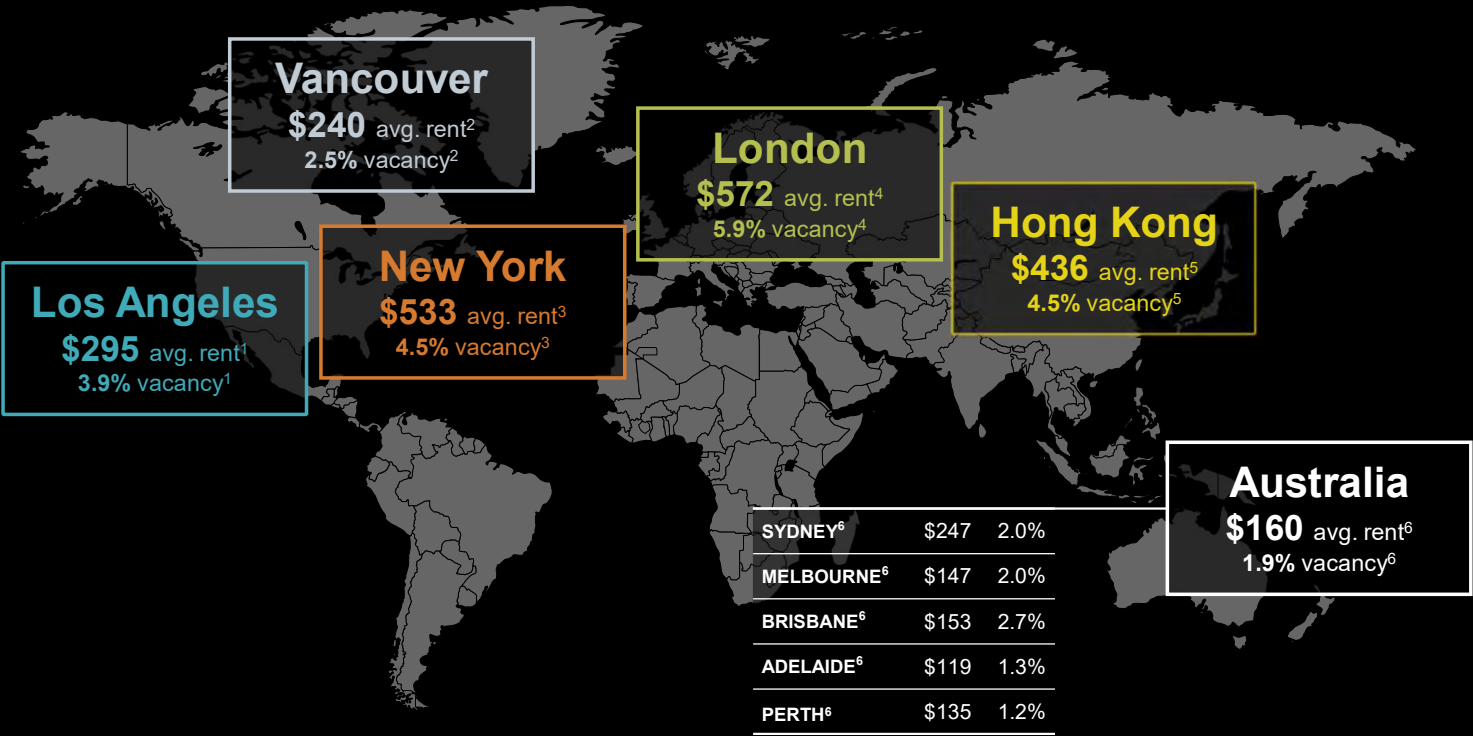 Vancouver
$240 avg. rent²
2.5% vacancy²
London
$572 avg. rent⁴
5.9% vacancy⁴
Hong Kong
$436 avg. rent⁵
4.5% vacancy⁵
New York
$533 avg. rent³
4.5% vacancy³
Los Angeles
$295 avg. rent¹
3.9% vacancy¹
Australia
$160 avg. rent⁶
1.9% vacancy⁶
SYDNEY⁶ $247 2.0%
MELBOURNE⁶ $147 2.0%
BRISBANE⁶ $153 2.7%
ADELAIDE⁶ $119 1.3%
PERTH⁶ $135 1.2%